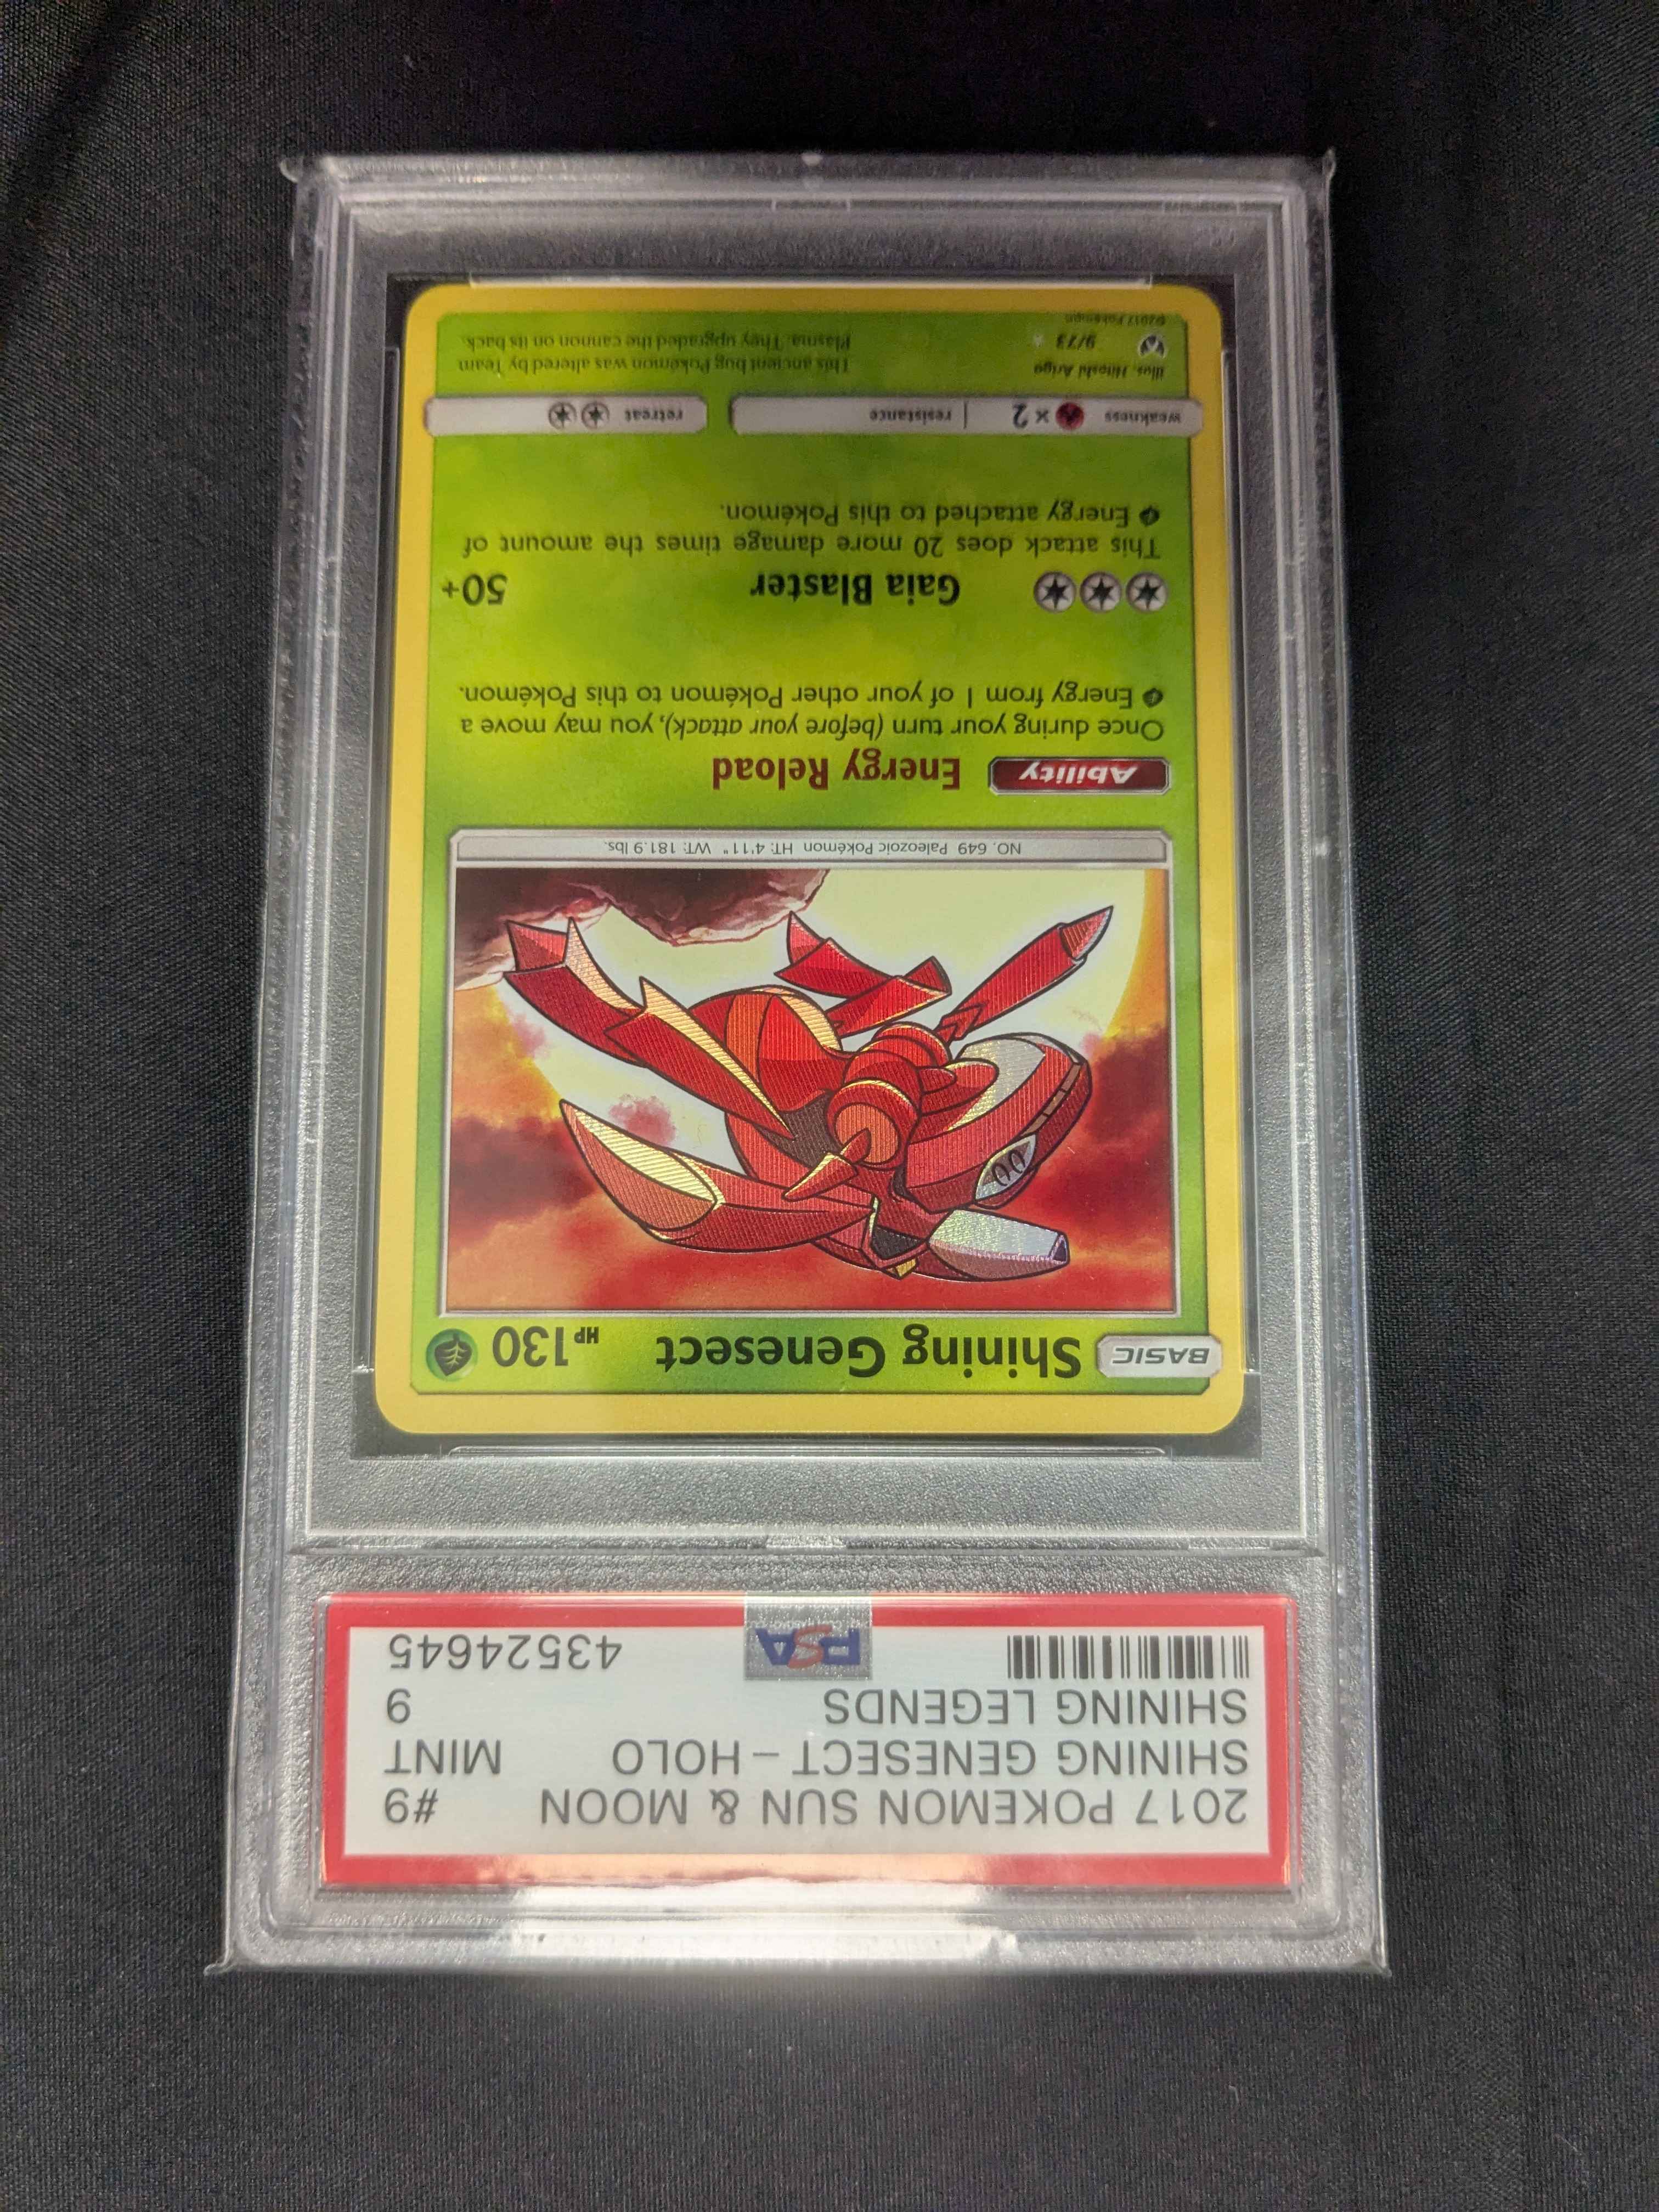 2017 POKEMON SUN & MOON #9
SHINING GENESECT – HOLO MINT
SHINING LEGENDS 9
PSA 43524645
BASIC Shining Genesect HP 130
NO. 649 Paleozoic Pokémon HT: 4'11" WT: 181.9 lbs.
Ability Energy Reload
Once during your turn (before your attack), you may move a
Energy from 1 of your other Pokémon to this Pokémon.
Gaia Blaster 50+
This attack does 20 more damage times the amount of
Energy attached to this Pokémon.
weakness ×2 resistance retreat
Illus. Hitoshi Ariga
9/73
©2017 Pokémon
This ancient bug Pokémon was altered by Team
Plasma. They upgraded the cannon on its back.